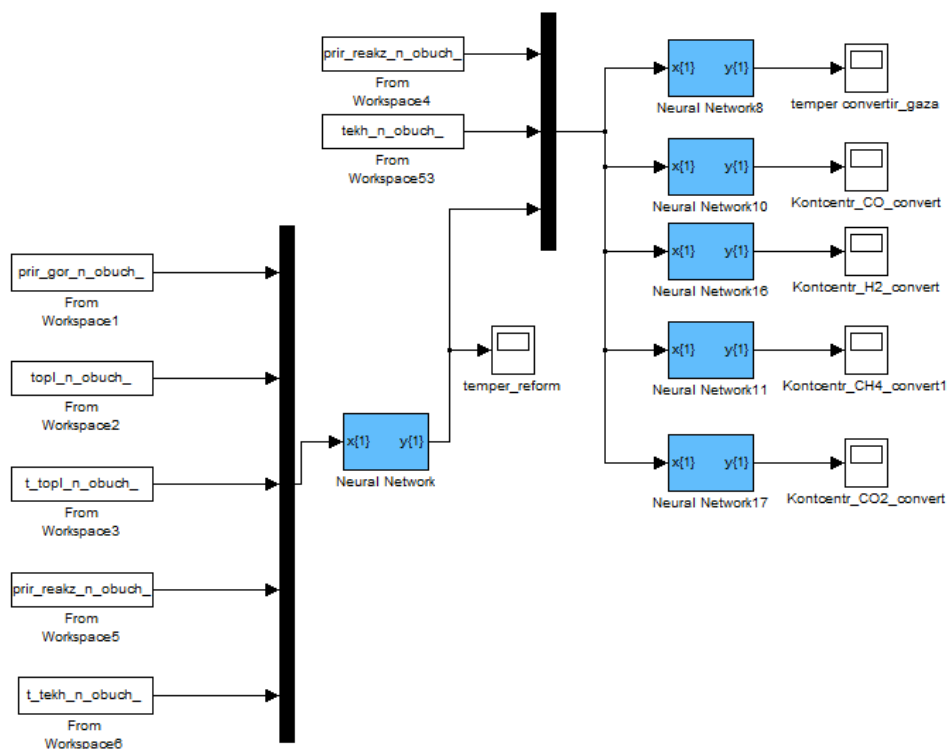 prir_reakz_n_obuch_
From
Workspace4
tekh_n_obuch_
From
Workspace53
x{1} y{1}
Neural Network8
temper convertir_gaza
x{1} y{1}
Neural Network10
Kontcentr_CO_convert
x{1} y{1}
Neural Network16
Kontcentr_H2_convert
x{1} y{1}
Neural Network11
Kontcentr_CH4_convert1
x{1} y{1}
Neural Network17
Kontcentr_CO2_convert
prir_gor_n_obuch_
From
Workspace1
topl_n_obuch_
From
Workspace2
t_topl_n_obuch_
From
Workspace3
prir_reakz_n_obuch_
From
Workspace5
t_tekh_n_obuch_
From
Workspace6
x{1} y{1}
Neural Network
temper_reform